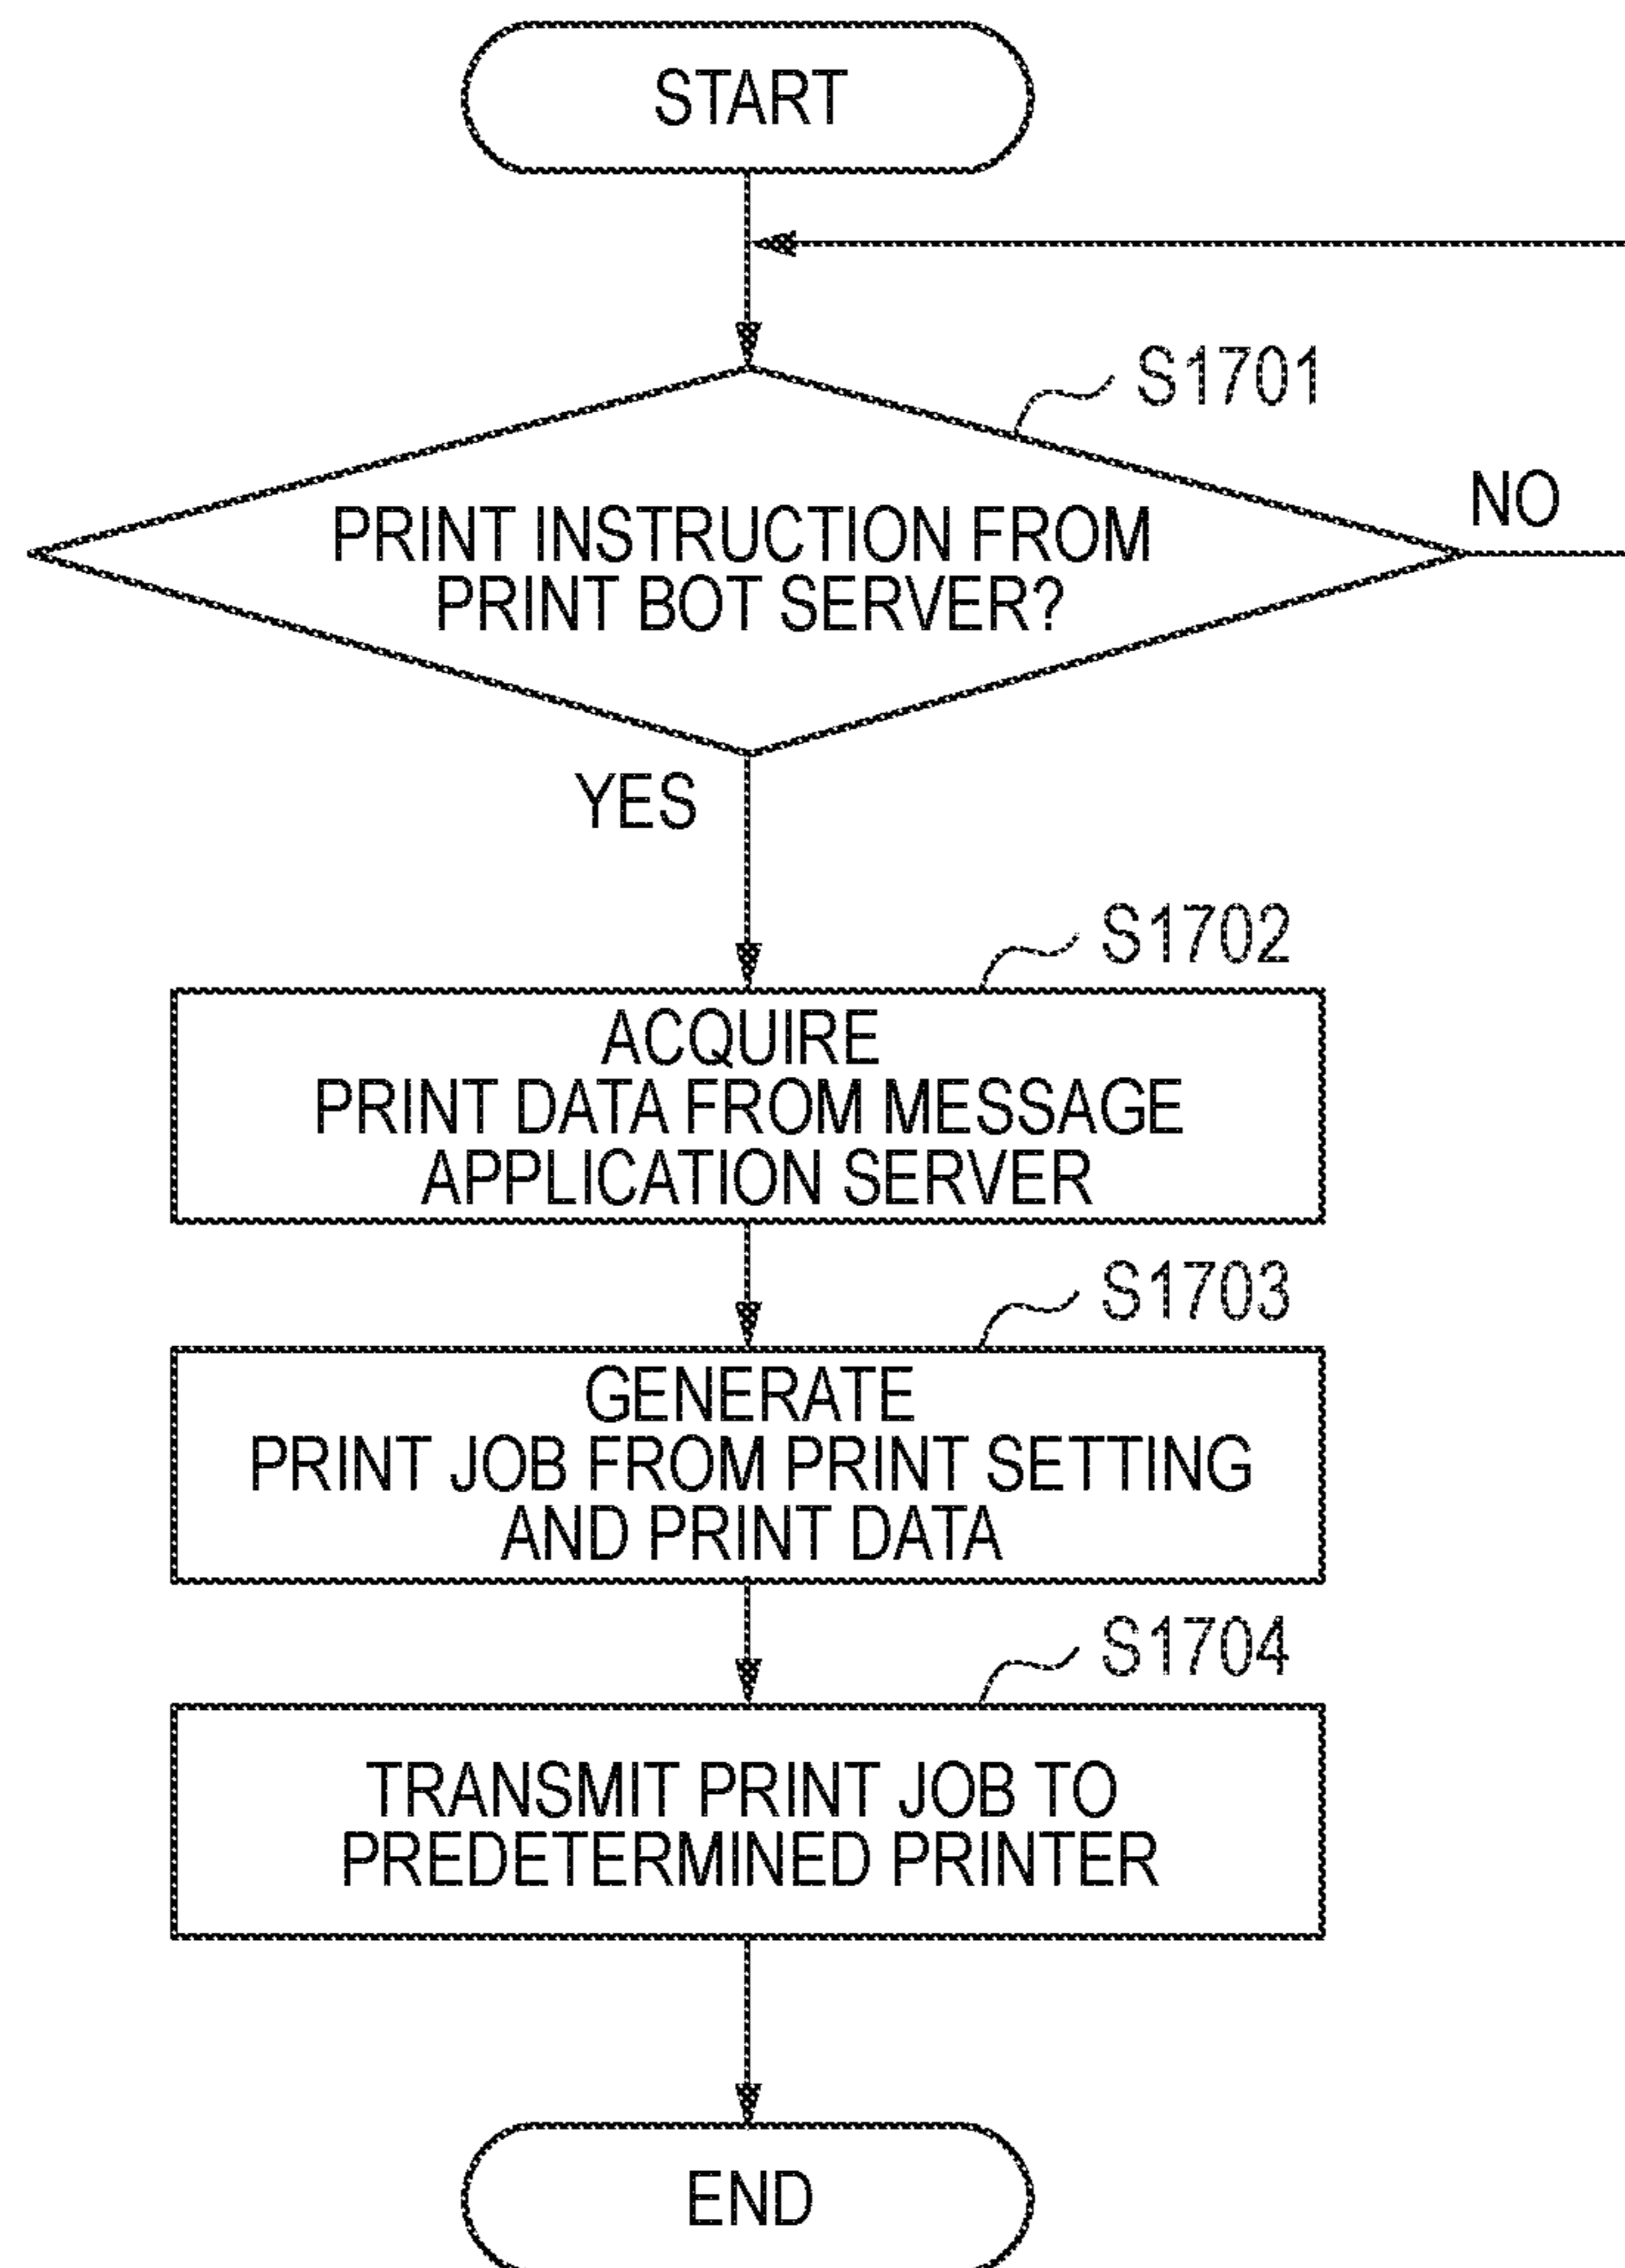 START
S1701
NO
PRINT INSTRUCTION FROM
PRINT BOT SERVER?
YES
S1702
ACQUIRE
PRINT DATA FROM MESSAGE
APPLICATION SERVER
S1703
GENERATE
PRINT JOB FROM PRINT SETTING
AND PRINT DATA
S1704
TRANSMIT PRINT JOB TO
PREDETERMINED PRINTER
END